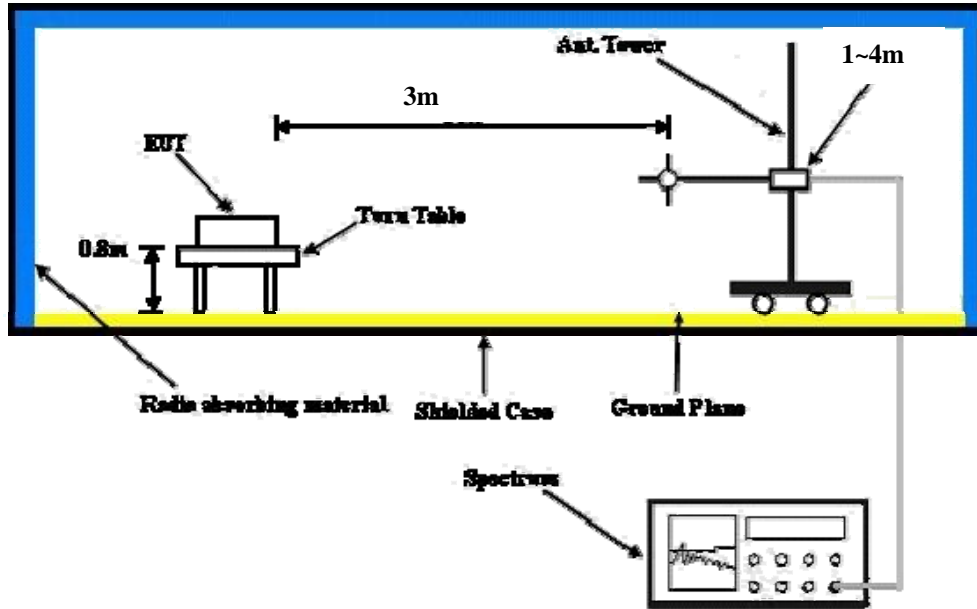 Ant. Tower
1~4m
3m
EUT
Turn Table
0.8m
Radio absorbing material
Shielded Case
Ground Plane
Spectrum